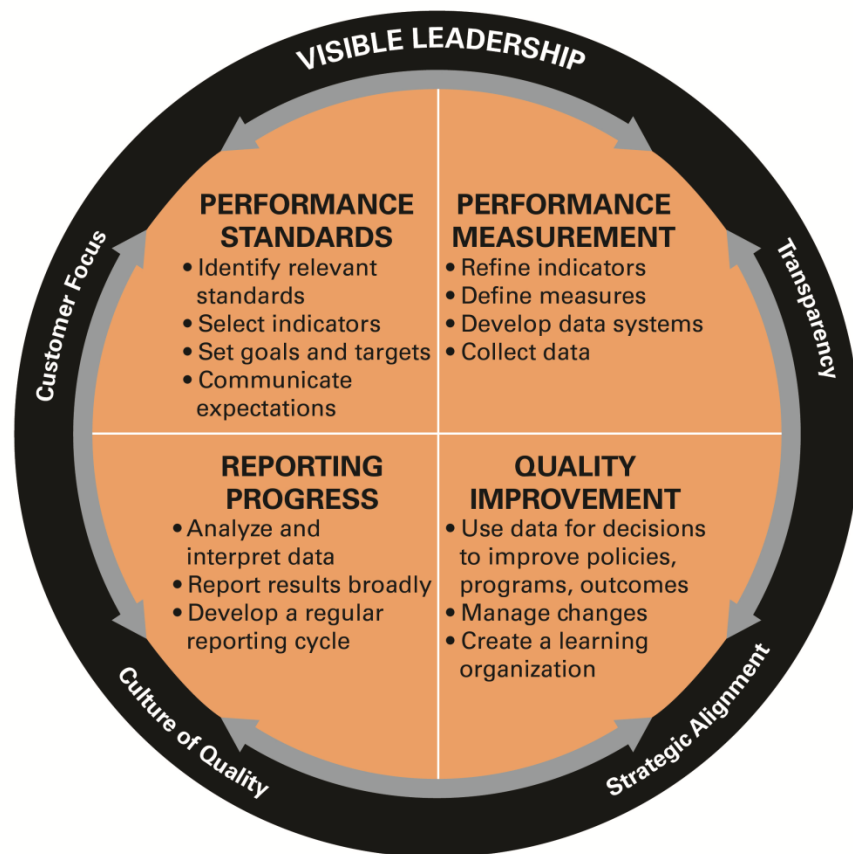 VISIBLE LEADERSHIP
Customer Focus
Transparency
PERFORMANCE
STANDARDS
• Identify relevant
standards
• Select indicators
• Set goals and targets
• Communicate
expectations
PERFORMANCE
MEASUREMENT
• Refine indicators
• Define measures
• Develop data systems
• Collect data
REPORTING
PROGRESS
• Analyze and
interpret data
• Report results broadly
• Develop a regular
reporting cycle
QUALITY
IMPROVEMENT
• Use data for decisions
to improve policies,
programs, outcomes
• Manage changes
• Create a learning
organization
Culture of Quality
Strategic Alignment